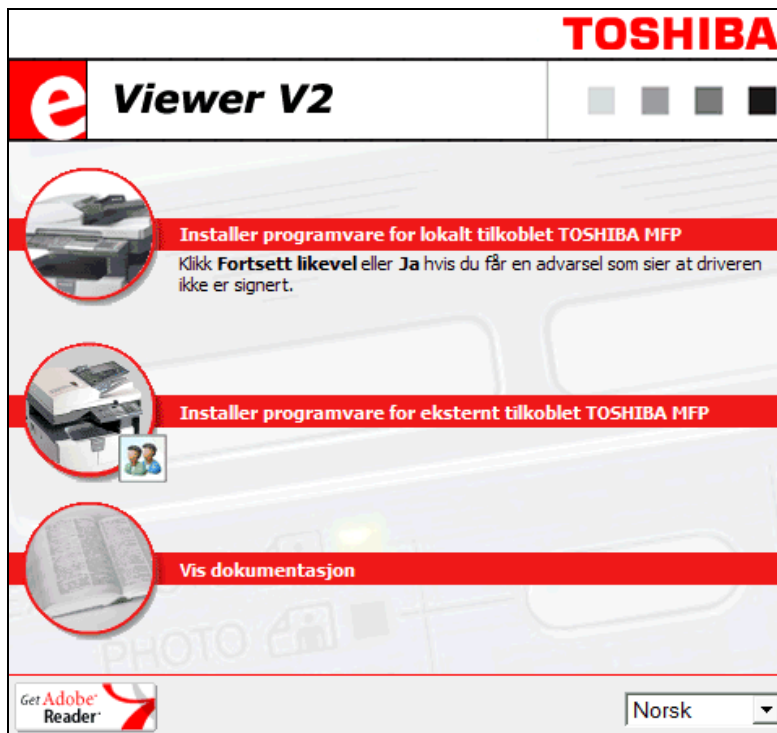 TOSHIBA
e Viewer V2
Installer programvare for lokalt tilkoblet TOSHIBA MFP
Klikk Fortsett likevel eller Ja hvis du får en advarsel som sier at driveren
ikke er signert.
Installer programvare for eksternt tilkoblet TOSHIBA MFP
Vis dokumentasjon
PHOTO
Get Adobe
Reader
Norsk